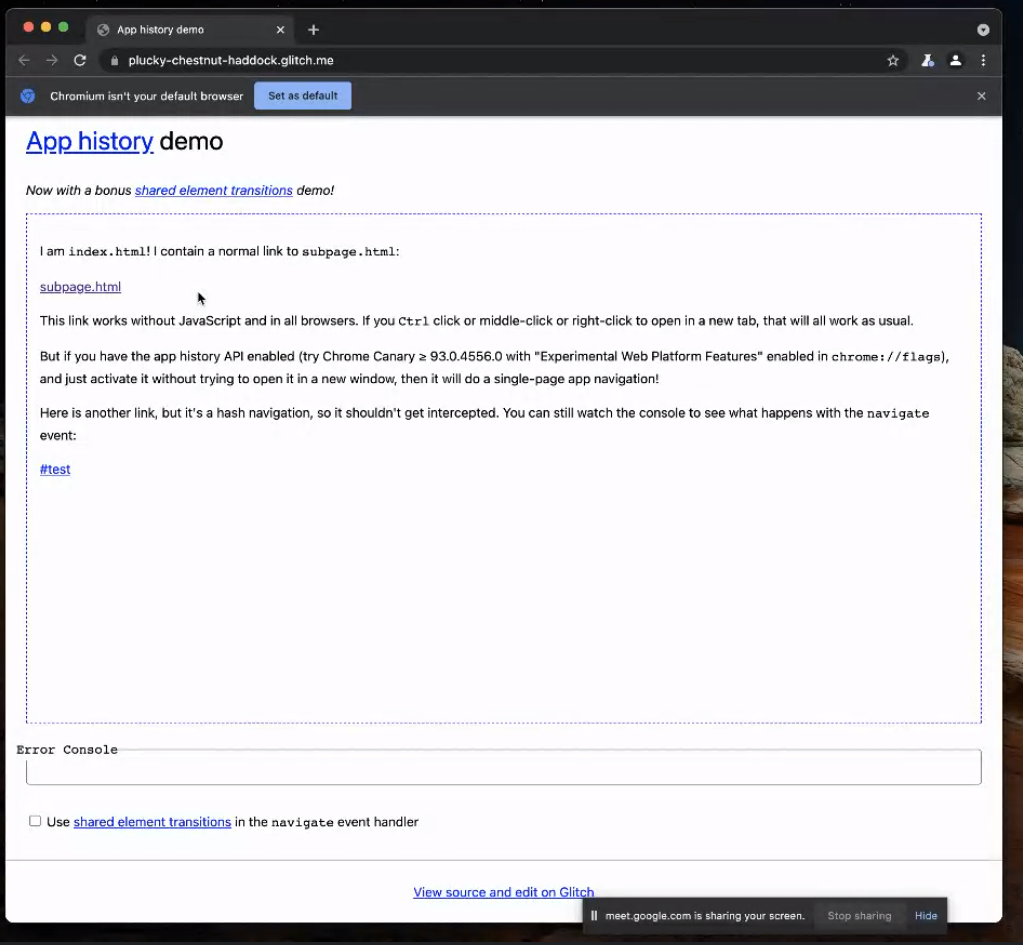 App history demo
plucky-chestnut-haddock.glitch.me
Chromium isn't your default browser Set as default
App history demo
Now with a bonus shared element transitions demo!
I am index.html! I contain a normal link to subpage.html:
subpage.html
This link works without JavaScript and in all browsers. If you Ctrl click or middle-click or right-click to open in a new tab, that will all work as usual.
But if you have the app history API enabled (try Chrome Canary ≥ 93.0.4556.0 with "Experimental Web Platform Features" enabled in chrome://flags),
and just activate it without trying to open it in a new window, then it will do a single-page app navigation!
Here is another link, but it's a hash navigation, so it shouldn't get intercepted. You can still watch the console to see what happens with the navigate
event:
#test
Error Console
Use shared element transitions in the navigate event handler
View source and edit on Glitch
meet.google.com is sharing your screen. Stop sharing Hide